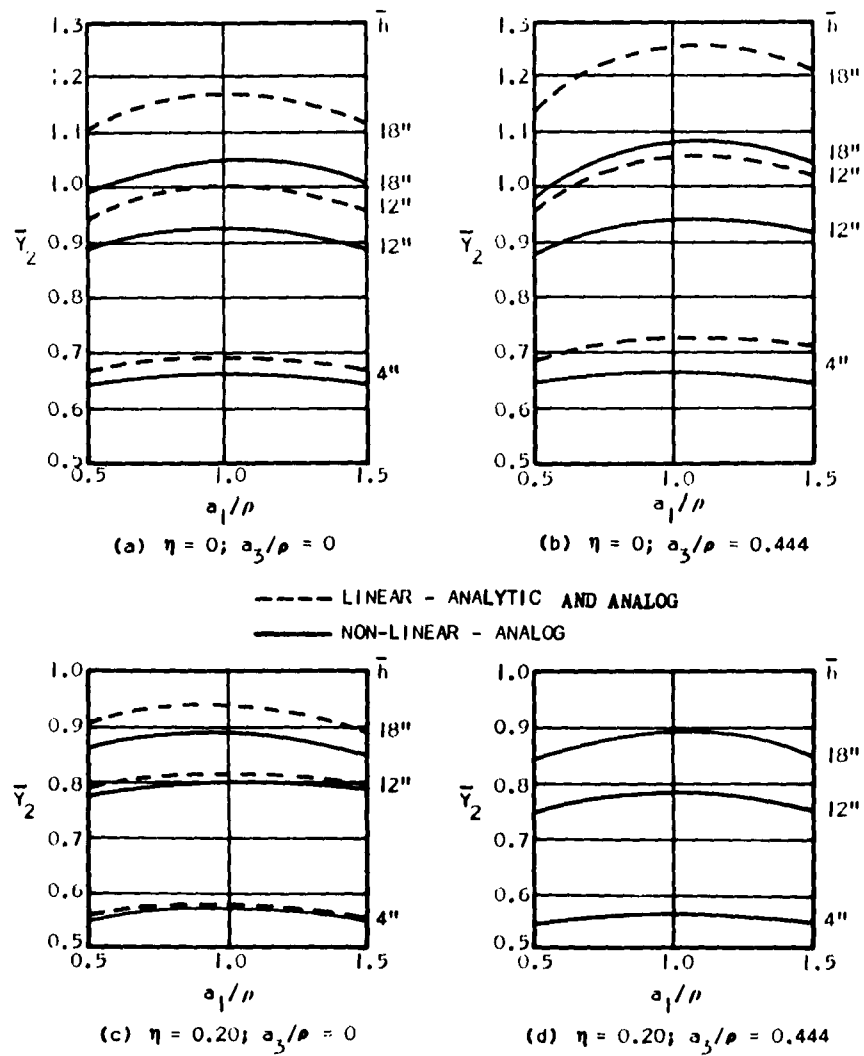 1.3
1.2
1.1
1.0
0.9
0.8
0.7
0.6
0.5
Ȳ₂
h̄
18"
18"
12"
12"
4"
0.5 1.0 1.5
a₁/ρ
(a) η = 0; a₃/ρ = 0
1.3
1.2
1.1
1.0
0.9
0.8
0.7
0.6
0.5
Ȳ₂
h̄
18"
18"
12"
12"
4"
0.5 1.0 1.5
a₁/ρ
(b) η = 0; a₃/ρ = 0.444
LINEAR - ANALYTIC AND ANALOG
NON-LINEAR - ANALOG
1.0
0.9
0.8
0.7
0.6
0.5
Ȳ₂
h̄
18"
12"
4"
0.5 1.0 1.5
a₁/ρ
(c) η = 0.20; a₃/ρ = 0
1.0
0.9
0.8
0.7
0.6
0.5
Ȳ₂
h̄
18"
12"
4"
0.5 1.0 1.5
a₁/ρ
(d) η = 0.20; a₃/ρ = 0.444